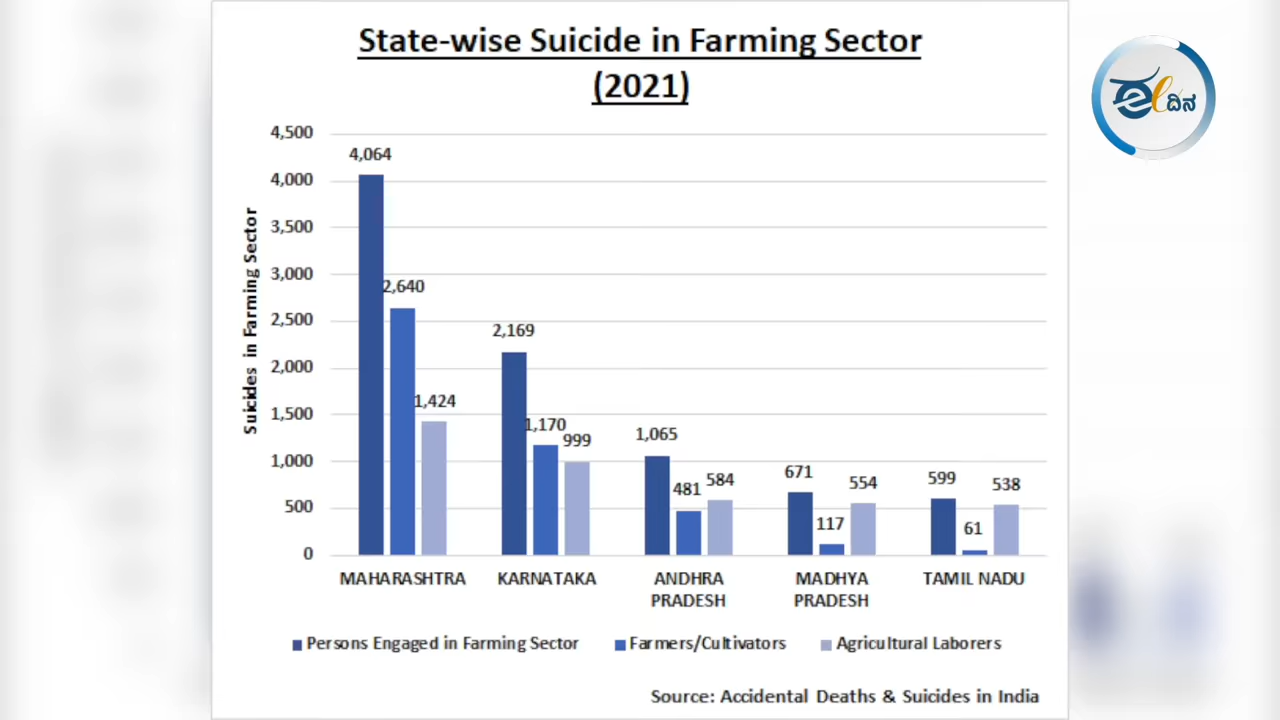 State-wise Suicide in Farming Sector
(2021)
ಈ ದಿನ
Suicides in Farming Sector
4,500
4,000
3,500
3,000
2,500
2,000
1,500
1,000
500
0
4,064
2,640
1,424
2,169
1,170
999
1,065
481
584
671
117
554
599
61
538
MAHARASHTRA
KARNATAKA
ANDHRA
PRADESH
MADHYA
PRADESH
TAMIL NADU
Persons Engaged in Farming Sector
Farmers/Cultivators
Agricultural Laborers
Source: Accidental Deaths & Suicides in India